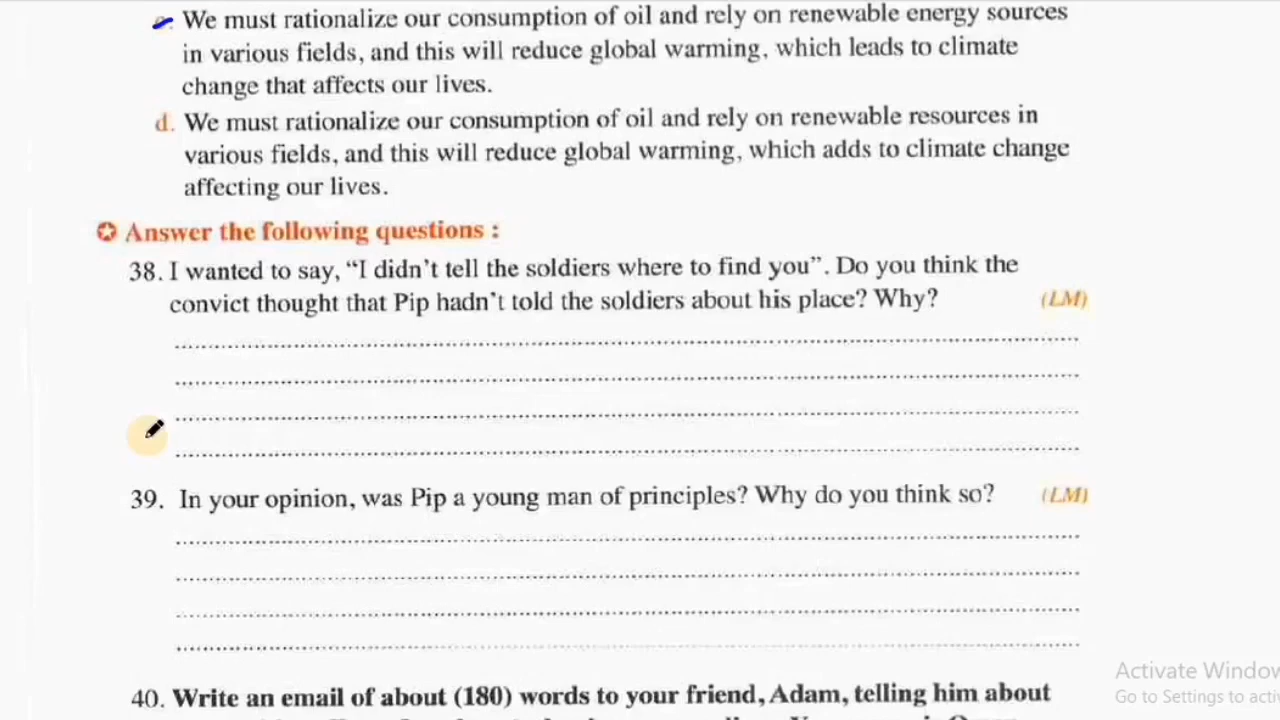 We must rationalize our consumption of oil and rely on renewable energy sources
in various fields, and this will reduce global warming, which leads to climate
change that affects our lives.
d. We must rationalize our consumption of oil and rely on renewable resources in
various fields, and this will reduce global warming, which adds to climate change
affecting our lives.
Answer the following questions :
38. I wanted to say, “I didn’t tell the soldiers where to find you”. Do you think the
convict thought that Pip hadn’t told the soldiers about his place? Why? (LM)
39. In your opinion, was Pip a young man of principles? Why do you think so? (LM)
40. Write an email of about (180) words to your friend, Adam, telling him about
Activate Window
Go to Settings to acti